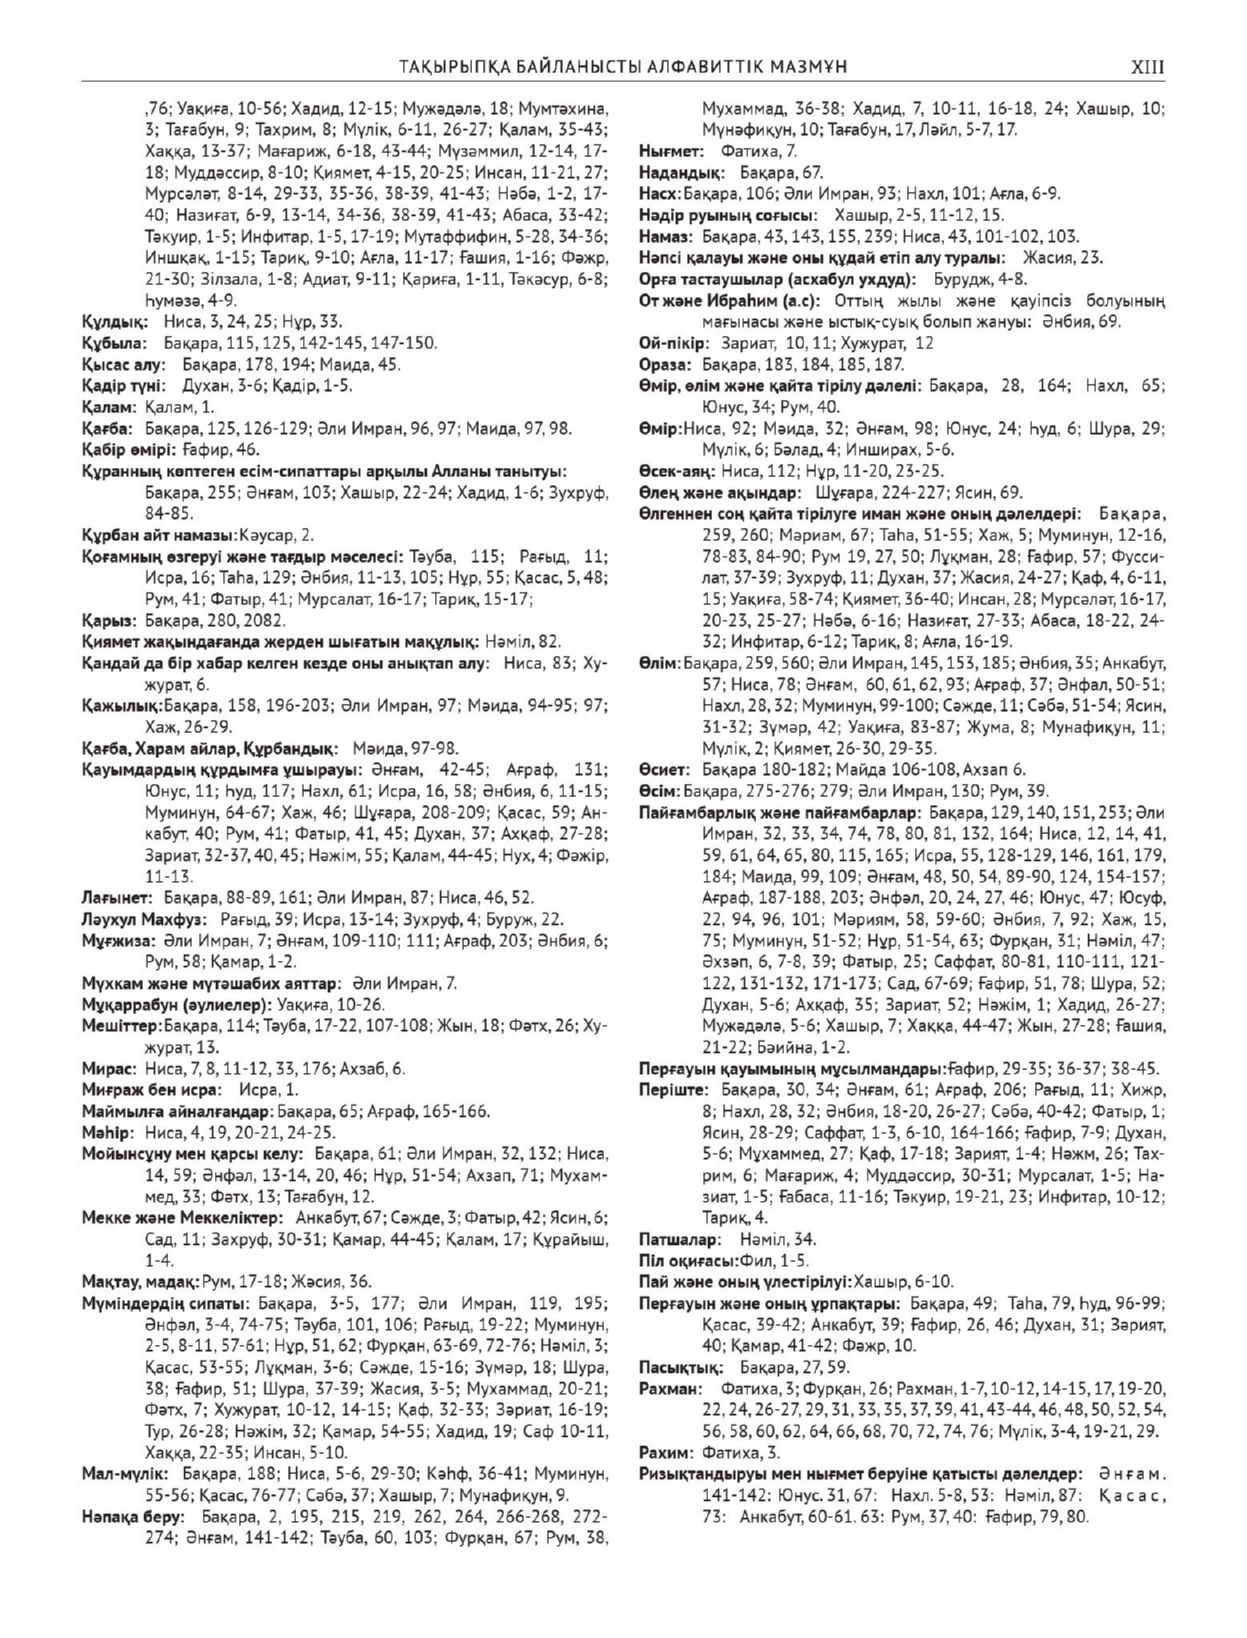 ТАҚЫРЫПҚА БАЙЛАНЫСТЫ АЛФАВИТТІК МАЗМҰН
XIII
,76; Уақиға, 10-56; Хадид, 12-15; Мужәдәлә, 18; Мумтәхина,
3; Тағабун, 9; Тахрим, 8; Мүлік, 6-11, 26-27; Қалам, 35-43;
Хаққа, 13-37; Мағариж, 6-18, 43-44; Мүзәммил, 12-14, 17-
18; Муддәссир, 8-10; Қиямет, 4-15, 20-25; Инсан, 11-21, 27;
Мурсәләт, 8-14, 29-33, 35-36, 38-39, 41-43; Нәбә, 1-2, 17-
40; Назиғат, 6-9, 13-14, 34-36, 38-39, 41-43; Абаса, 33-42;
Тәкуир, 1-5; Инфитар, 1-5, 17-19; Мутаффифин, 5-28, 34-36;
Иншқақ, 1-15; Тариқ, 9-10; Ағла, 11-17; Ғашия, 1-16; Фәжр,
21-30; Зілзала, 1-8; Адиат, 9-11; Қариға, 1-11, Тәкәсур, 6-8;
Һумәзә, 4-9.
Құлдық: Ниса, 3, 24, 25; Нұр, 33.
Құбыла: Бақара, 115, 125, 142-145, 147-150.
Қысас алу: Бақара, 178, 194; Маида, 45.
Қадір түні: Духан, 3-6; Қадір, 1-5.
Қалам: Қалам, 1.
Қағба: Бақара, 125, 126-129; Әли Имран, 96, 97; Маида, 97, 98.
Қабір өмірі: Ғафир, 46.
Құранның көптеген есім-сипаттары арқылы Алланы танытуы:
Бақара, 255; Әнғам, 103; Хашыр, 22-24; Хадид, 1-6; Зухруф,
84-85.
Құрбан айт намазы:Кәусар, 2.
Қоғамның өзгеруі және тағдыр мәселесі: Тәуба, 115; Рағыд, 11;
Исра, 16; Таһа, 129; Әнбия, 11-13, 105; Нұр, 55; Қасас, 5, 48;
Рум, 41; Фатыр, 41; Мурсалат, 16-17; Тариқ, 15-17;
Қарыз: Бақара, 280, 2082.
Қиямет жақындағанда жерден шығатын мақұлық: Нәміл, 82.
Қандай да бір хабар келген кезде оны анықтап алу: Ниса, 83; Ху-
журат, 6.
Қажылық:Бақара, 158, 196-203; Әли Имран, 97; Мәида, 94-95; 97;
Хаж, 26-29.
Қағба, Харам айлар, Құрбандық: Мәида, 97-98.
Қауымдардың құрдымға ұшырауы: Әнғам, 42-45; Ағраф, 131;
Юнус, 11; Һуд, 117; Нахл, 61; Исра, 16, 58; Әнбия, 6, 11-15;
Муминун, 64-67; Хаж, 46; Шұғара, 208-209; Қасас, 59; Ан-
кабут, 40; Рум, 41; Фатыр, 41, 45; Духан, 37; Ахқаф, 27-28;
Зариат, 32-37, 40, 45; Нәжім, 55; Қалам, 44-45; Нух, 4; Фәжір,
11-13.
Лағынет: Бақара, 88-89, 161; Әли Имран, 87; Ниса, 46, 52.
Ләухул Махфуз: Рағыд, 39; Исра, 13-14; Зухруф, 4; Буруж, 22.
Мұғжиза: Әли Имран, 7; Әнғам, 109-110; 111; Ағраф, 203; Әнбия, 6;
Рум, 58; Қамар, 1-2.
Мүхкам және мүтәшабих аяттар: Әли Имран, 7.
Мұқаррабун (әулиелер): Уақиға, 10-26.
Мешіттер:Бақара, 114; Тәуба, 17-22, 107-108; Жын, 18; Фәтх, 26; Ху-
журат, 13.
Мирас: Ниса, 7, 8, 11-12, 33, 176; Ахзаб, 6.
Миғраж бен исра: Исра, 1.
Маймылға айналғандар: Бақара, 65; Ағраф, 165-166.
Мәһір: Ниса, 4, 19, 20-21, 24-25.
Мойынсұну мен қарсы келу: Бақара, 61; Әли Имран, 32, 132; Ниса,
14, 59; Әнфәл, 13-14, 20, 46; Нұр, 51-54; Ахзап, 71; Мухам-
мед, 33; Фәтх, 13; Тағабун, 12.
Мекке және Меккеліктер: Анкабут, 67; Сәжде, 3; Фатыр, 42; Ясин, 6;
Сад, 11; Захруф, 30-31; Қамар, 44-45; Қалам, 17; Құрайыш,
1-4.
Мақтау, мадақ:Рум, 17-18; Жәсия, 36.
Мүміндердің сипаты: Бақара, 3-5, 177; Әли Имран, 119, 195;
Әнфәл, 3-4, 74-75; Тәуба, 101, 106; Рағыд, 19-22; Муминун,
2-5, 8-11, 57-61; Нұр, 51, 62; Фурқан, 63-69, 72-76; Нәміл, 3;
Қасас, 53-55; Лұқман, 3-6; Сәжде, 15-16; Зүмәр, 18; Шура,
38; Ғафир, 51; Шура, 37-39; Жасия, 3-5; Мухаммад, 20-21;
Фәтх, 7; Хужурат, 10-12, 14-15; Қаф, 32-33; Зәриат, 16-19;
Тур, 26-28; Нәжім, 32; Қамар, 54-55; Хадид, 19; Саф 10-11,
Хаққа, 22-35; Инсан, 5-10.
Мал-мүлік: Бақара, 188; Ниса, 5-6, 29-30; Кәһф, 36-41; Муминун,
55-56; Қасас, 76-77; Сәбә, 37; Хашыр, 7; Мунафиқун, 9.
Нәпақа беру: Бақара, 2, 195, 215, 219, 262, 264, 266-268, 272-
274; Әнғам, 141-142; Тәуба, 60, 103; Фурқан, 67; Рум, 38,
Мухаммад, 36-38; Хадид, 7, 10-11, 16-18, 24; Хашыр, 10;
Мүнәфиқун, 10; Тағабун, 17, Ләйл, 5-7, 17.
Нығмет: Фатиха, 7.
Надандық: Бақара, 67.
Насх:Бақара, 106; Әли Имран, 93; Нахл, 101; Ағла, 6-9.
Нәдір руының соғысы: Хашыр, 2-5, 11-12, 15.
Намаз: Бақара, 43, 143, 155, 239; Ниса, 43, 101-102, 103.
Нәпсі қалауы және оны құдай етіп алу туралы: Жасия, 23.
Орға тастаушылар (асхабул ухдуд): Бурудж, 4-8.
От және Ибраһим (а.с): Оттың жылы және қауіпсіз болуының
мағынасы және ыстық-суық болып жануы: Әнбия, 69.
Ой-пікір: Зариат, 10, 11; Хужурат, 12
Ораза: Бақара, 183, 184, 185, 187.
Өмір, өлім және қайта тірілу дәлелі: Бақара, 28, 164; Нахл, 65;
Юнус, 34; Рум, 40.
Өмір:Ниса, 92; Мәида, 32; Әнғам, 98; Юнус, 24; Һуд, 6; Шура, 29;
Мүлік, 6; Бәлад, 4; Инширах, 5-6.
Өсек-аяң: Ниса, 112; Нұр, 11-20, 23-25.
Өлең және ақындар: Шұғара, 224-227; Ясин, 69.
Өлгеннен соң қайта тірілуге иман және оның дәлелдері: Бақара,
259, 260; Мәриам, 67; Таһа, 51-55; Хаж, 5; Муминун, 12-16,
78-83, 84-90; Рум 19, 27, 50; Лұқман, 28; Ғафир, 57; Фусси-
лат, 37-39; Зухруф, 11; Духан, 37; Жасия, 24-27; Қаф, 4, 6-11,
15; Уақиға, 58-74; Қиямет, 36-40; Инсан, 28; Мурсәләт, 16-17,
20-23, 25-27; Нәбә, 6-16; Назиғат, 27-33; Абаса, 18-22, 24-
32; Инфитар, 6-12; Тариқ, 8; Ағла, 16-19.
Өлім:Бақара, 259, 560; Әли Имран, 145, 153, 185; Әнбия, 35; Анкабут,
57; Ниса, 78; Әнғам, 60, 61, 62, 93; Ағраф, 37; Әнфал, 50-51;
Нахл, 28, 32; Муминун, 99-100; Сәжде, 11; Сәбә, 51-54; Ясин,
31-32; Зүмәр, 42; Уақиға, 83-87; Жума, 8; Мунафиқун, 11;
Мүлік, 2; Қиямет, 26-30, 29-35.
Өсиет: Бақара 180-182; Майда 106-108, Ахзап 6.
Өсім: Бақара, 275-276; 279; Әли Имран, 130; Рум, 39.
Пайғамбарлық және пайғамбарлар: Бақара, 129, 140, 151, 253; Әли
Имран, 32, 33, 34, 74, 78, 80, 81, 132, 164; Ниса, 12, 14, 41,
59, 61, 64, 65, 80, 115, 165; Исра, 55, 128-129, 146, 161, 179,
184; Маида, 99, 109; Әнғам, 48, 50, 54, 89-90, 124, 154-157;
Ағраф, 187-188, 203; Әнфәл, 20, 24, 27, 46; Юнус, 47; Юсуф,
22, 94, 96, 101; Мәриям, 58, 59-60; Әнбия, 7, 92; Хаж, 15,
75; Муминун, 51-52; Нұр, 51-54, 63; Фурқан, 31; Нәміл, 47;
Әхзәп, 6, 7-8, 39; Фатыр, 25; Саффат, 80-81, 110-111, 121-
122, 131-132, 171-173; Сад, 67-69; Ғафир, 51, 78; Шура, 52;
Духан, 5-6; Ахқаф, 35; Зариат, 52; Нәжім, 1; Хадид, 26-27;
Мужәдәлә, 5-6; Хашыр, 7; Хаққа, 44-47; Жын, 27-28; Ғашия,
21-22; Бәийна, 1-2.
Перғауын қауымының мұсылмандары:Ғафир, 29-35; 36-37; 38-45.
Періште: Бақара, 30, 34; Әнғам, 61; Ағраф, 206; Рағыд, 11; Хижр,
8; Нахл, 28, 32; Әнбия, 18-20, 26-27; Сәбә, 40-42; Фатыр, 1;
Ясин, 28-29; Саффат, 1-3, 6-10, 164-166; Ғафир, 7-9; Духан,
5-6; Мұхаммед, 27; Қаф, 17-18; Зарият, 1-4; Нәжм, 26; Тах-
рим, 6; Мағариж, 4; Муддәссир, 30-31; Мурсалат, 1-5; На-
зиат, 1-5; Ғабаса, 11-16; Тәкуир, 19-21, 23; Инфитар, 10-12;
Тариқ, 4.
Патшалар: Нәміл, 34.
Піл оқиғасы:Фил, 1-5.
Пай және оның үлестірілуі:Хашыр, 6-10.
Перғауын және оның ұрпақтары: Бақара, 49; Таһа, 79, Һуд, 96-99;
Қасас, 39-42; Анкабут, 39; Ғафир, 26, 46; Духан, 31; Зәрият,
40; Қамар, 41-42; Фәжр, 10.
Пасықтық: Бақара, 27, 59.
Рахман: Фатиха, 3; Фурқан, 26; Рахман, 1-7, 10-12, 14-15, 17, 19-20,
22, 24, 26-27, 29, 31, 33, 35, 37, 39, 41, 43-44, 46, 48, 50, 52, 54,
56, 58, 60, 62, 64, 66, 68, 70, 72, 74, 76; Мүлік, 3-4, 19-21, 29.
Рахим: Фатиха, 3.
Ризықтандыруы мен нығмет беруіне қатысты дәлелдер: Әнғам.
141-142: Юнус. 31, 67: Нахл. 5-8, 53: Нәміл, 87: Қасас,
73: Анкабут, 60-61. 63: Рум, 37, 40: Ғафир, 79, 80.